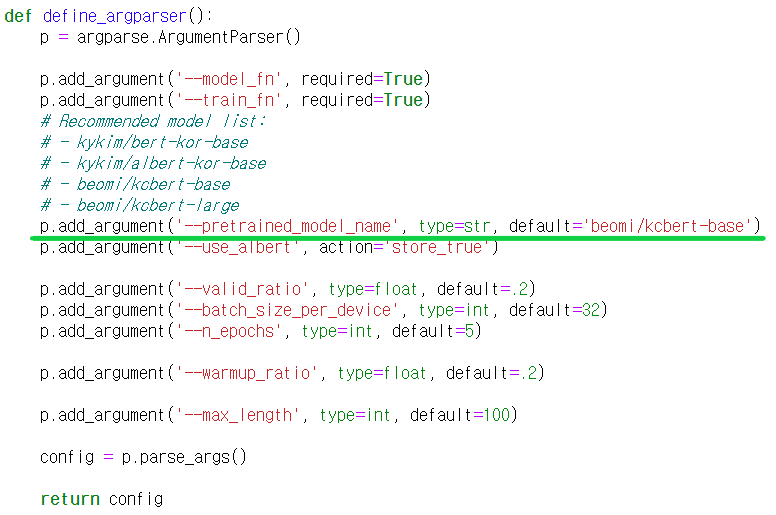 def define_argparser():
    p = argparse.ArgumentParser()

    p.add_argument('--model_fn', required=True)
    p.add_argument('--train_fn', required=True)
    # Recommended model list:
    # - kykim/bert-kor-base
    # - kykim/albert-kor-base
    # - beomi/kcbert-base
    # - beomi/kcbert-large
    p.add_argument('--pretrained_model_name', type=str, default='beomi/kcbert-base')
    p.add_argument('--use_albert', action='store_true')

    p.add_argument('--valid_ratio', type=float, default=.2)
    p.add_argument('--batch_size_per_device', type=int, default=32)
    p.add_argument('--n_epochs', type=int, default=5)

    p.add_argument('--warmup_ratio', type=float, default=.2)

    p.add_argument('--max_length', type=int, default=100)

    config = p.parse_args()

    return config